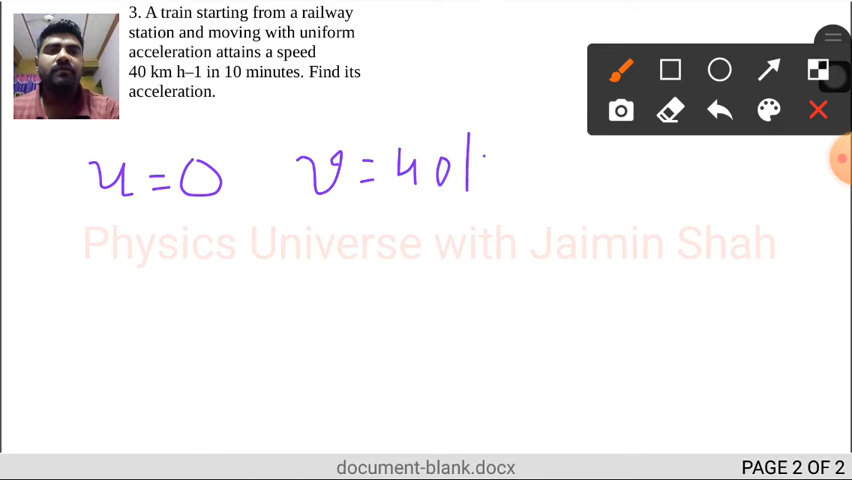 3. A train starting from a railway
station and moving with uniform
acceleration attains a speed
40 km h–1 in 10 minutes. Find its
acceleration.
u = 0 v = 40
Physics Universe with Jaimin Shah
document-blank.docx PAGE 2 OF 2